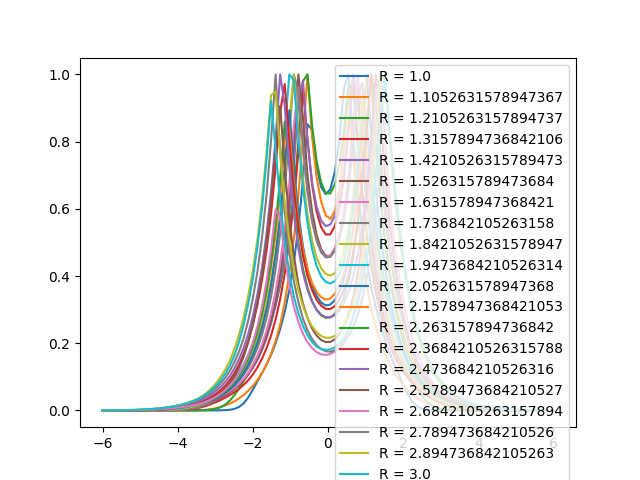 1.0
0.8
0.6
0.4
0.2
0.0
−6
−4
−2
0
2
4
6
R = 1.0
R = 1.1052631578947367
R = 1.2105263157894737
R = 1.3157894736842106
R = 1.4210526315789473
R = 1.526315789473684
R = 1.631578947368421
R = 1.736842105263158
R = 1.8421052631578947
R = 1.9473684210526314
R = 2.052631578947368
R = 2.1578947368421053
R = 2.263157894736842
R = 2.3684210526315788
R = 2.473684210526316
R = 2.5789473684210527
R = 2.6842105263157894
R = 2.789473684210526
R = 2.894736842105263
R = 3.0